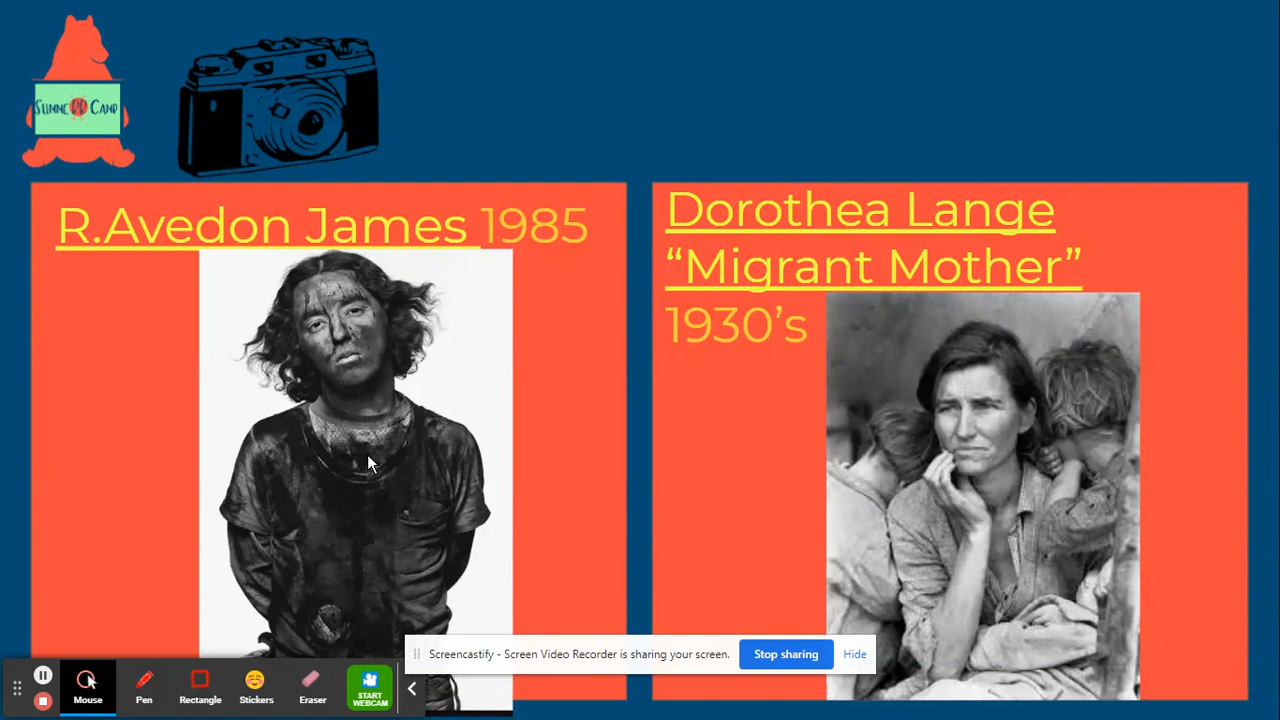 SummeRR Camp
R.Avedon James 1985
Dorothea Lange
“Migrant Mother”
1930’s
Screencastify - Screen Video Recorder is sharing your screen.
Stop sharing
Hide
Mouse
Pen
Rectangle
Stickers
Eraser
START
WEBCAM